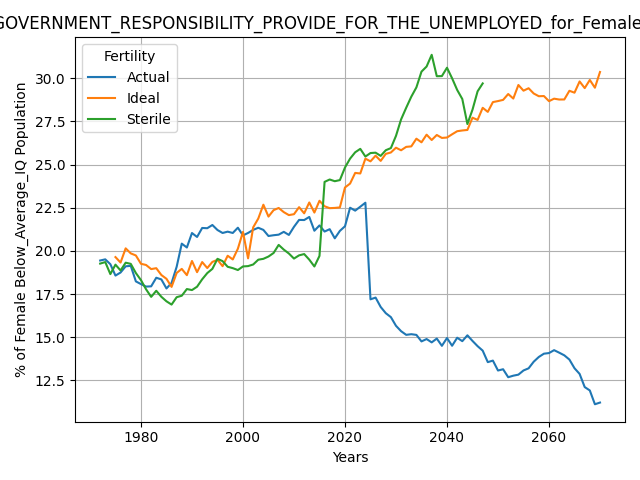 GOVERNMENT_RESPONSIBILITY_PROVIDE_FOR_THE_UNEMPLOYED_for_Female
Fertility
Actual
Ideal
Sterile
% of Female Below_Average_IQ Population
30.0
27.5
25.0
22.5
20.0
17.5
15.0
12.5
1980 2000 2020 2040 2060
Years